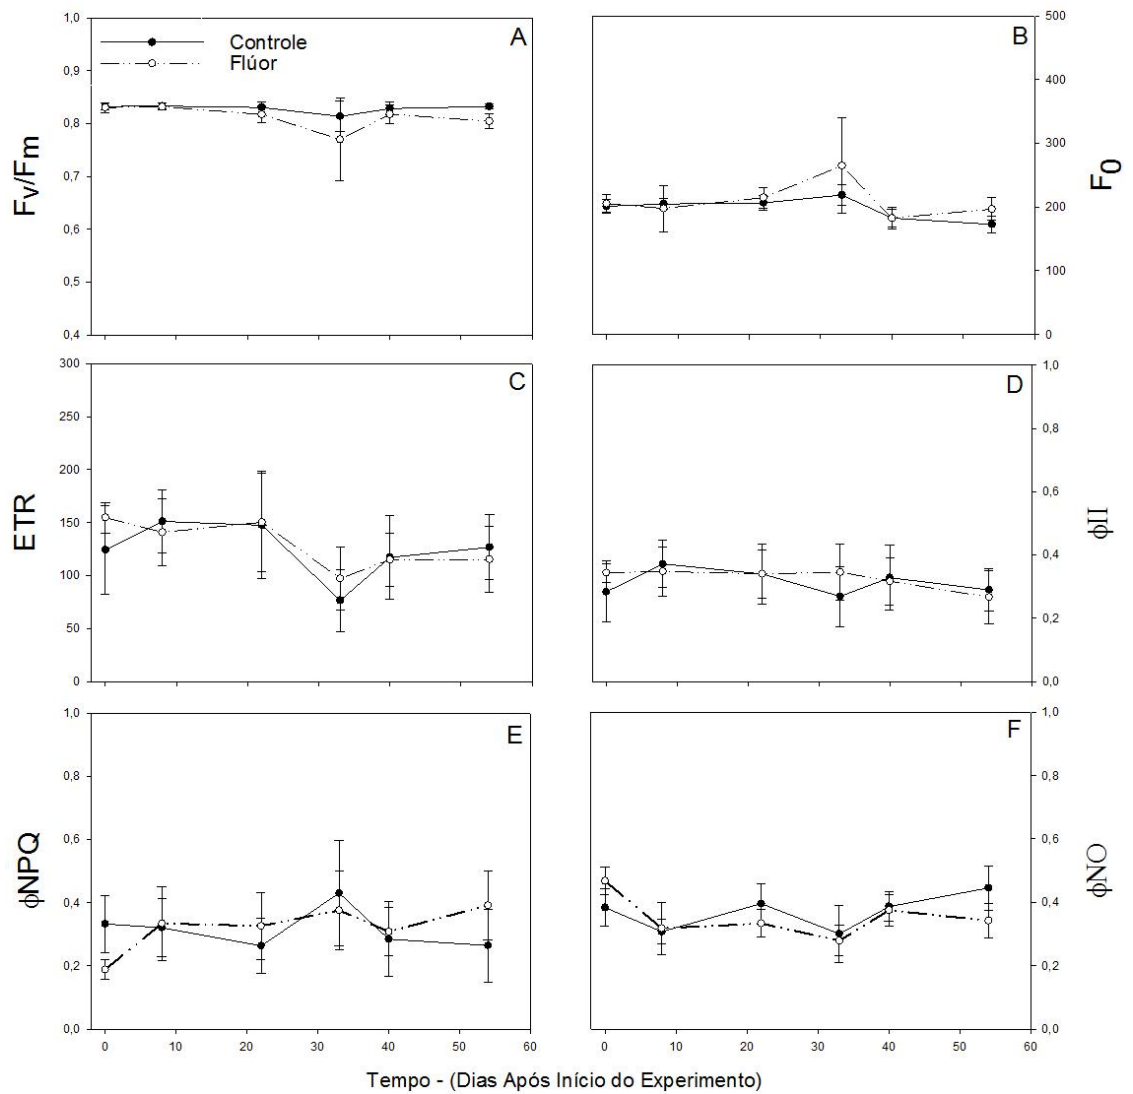 A
Controle
Flúor
1,0
0,9
0,8
0,7
0,6
0,5
0,4
Fv/Fm
B
500
400
300
200
100
0
F0
C
300
250
200
150
100
50
0
ETR
D
1,0
0,8
0,6
0,4
0,2
0,0
ϕII
E
1,0
0,8
0,6
0,4
0,2
0,0
ϕNPQ
0 10 20 30 40 50 60
F
1,0
0,8
0,6
0,4
0,2
0,0
ϕNO
0 10 20 30 40 50 60
Tempo - (Dias Após Início do Experimento)